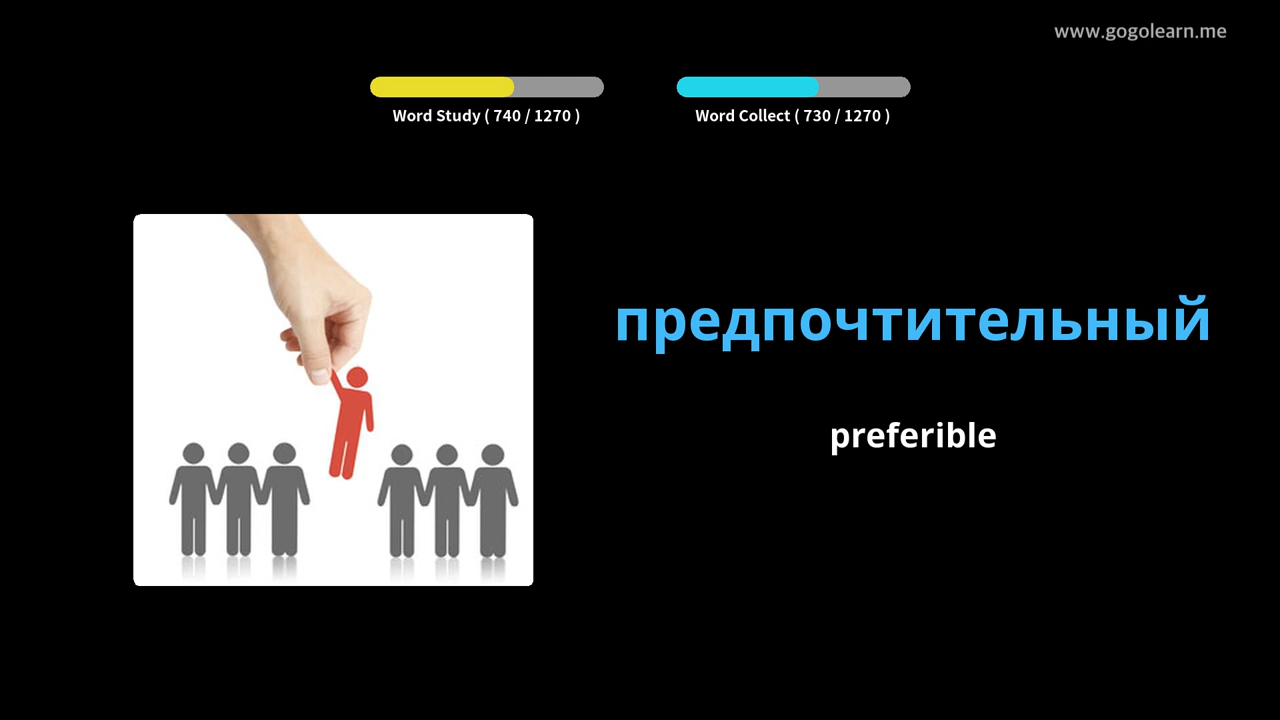 www.gogolearn.me
Word Study ( 740 / 1270 )
Word Collect ( 730 / 1270 )
предпочтительный
preferible